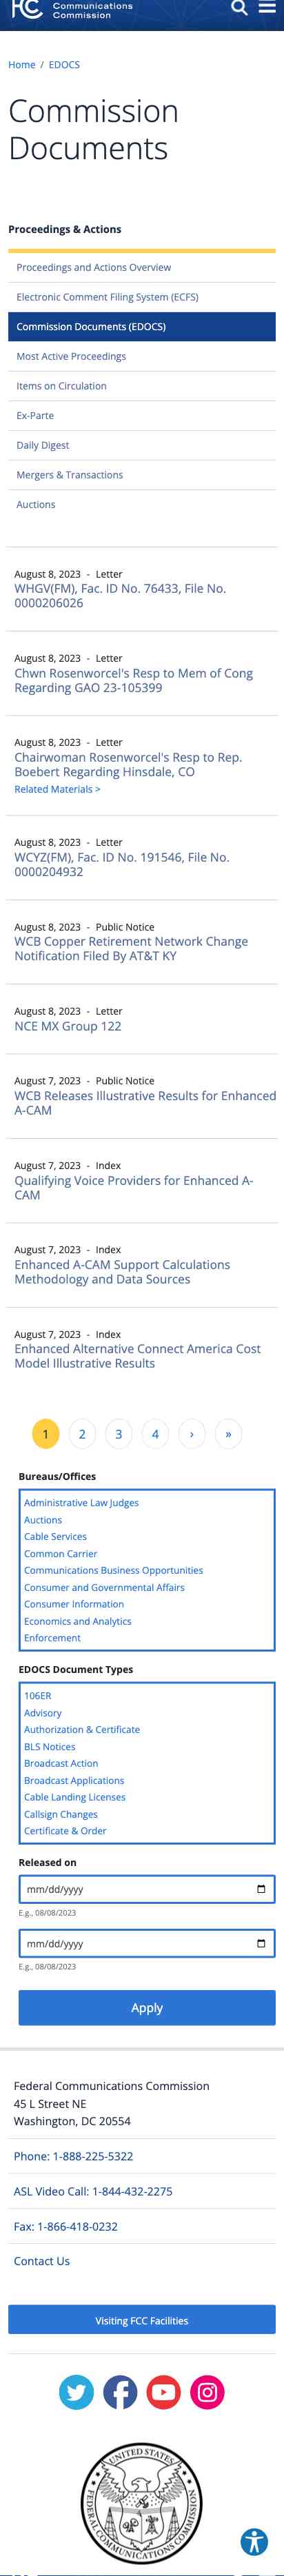 Communications
Commission
Home / EDOCS
Commission
Documents
Proceedings & Actions
Proceedings and Actions Overview
Electronic Comment Filing System (ECFS)
Commission Documents (EDOCS)
Most Active Proceedings
Items on Circulation
Ex-Parte
Daily Digest
Mergers & Transactions
Auctions
August 8, 2023 - Letter
WHGV(FM), Fac. ID No. 76433, File No.
0000206026
August 8, 2023 - Letter
Chwn Rosenworcel's Resp to Mem of Cong
Regarding GAO 23-105399
August 8, 2023 - Letter
Chairwoman Rosenworcel's Resp to Rep.
Boebert Regarding Hinsdale, CO
Related Materials >
August 8, 2023 - Letter
WCYZ(FM), Fac. ID No. 191546, File No.
0000204932
August 8, 2023 - Public Notice
WCB Copper Retirement Network Change
Notification Filed By AT&T KY
August 8, 2023 - Letter
NCE MX Group 122
August 7, 2023 - Public Notice
WCB Releases Illustrative Results for Enhanced
A-CAM
August 7, 2023 - Index
Qualifying Voice Providers for Enhanced A-
CAM
August 7, 2023 - Index
Enhanced A-CAM Support Calculations
Methodology and Data Sources
August 7, 2023 - Index
Enhanced Alternative Connect America Cost
Model Illustrative Results
1 2 3 4 › »
Bureaus/Offices
Administrative Law Judges
Auctions
Cable Services
Common Carrier
Communications Business Opportunities
Consumer and Governmental Affairs
Consumer Information
Economics and Analytics
Enforcement
EDOCS Document Types
106ER
Advisory
Authorization & Certificate
BLS Notices
Broadcast Action
Broadcast Applications
Cable Landing Licenses
Callsign Changes
Certificate & Order
Released on
mm/dd/yyyy
E.g., 08/08/2023
mm/dd/yyyy
E.g., 08/08/2023
Apply
Federal Communications Commission
45 L Street NE
Washington, DC 20554
Phone: 1-888-225-5322
ASL Video Call: 1-844-432-2275
Fax: 1-866-418-0232
Contact Us
Visiting FCC Facilities
UNITED STATES
FEDERAL COMMUNICATIONS COMMISSION